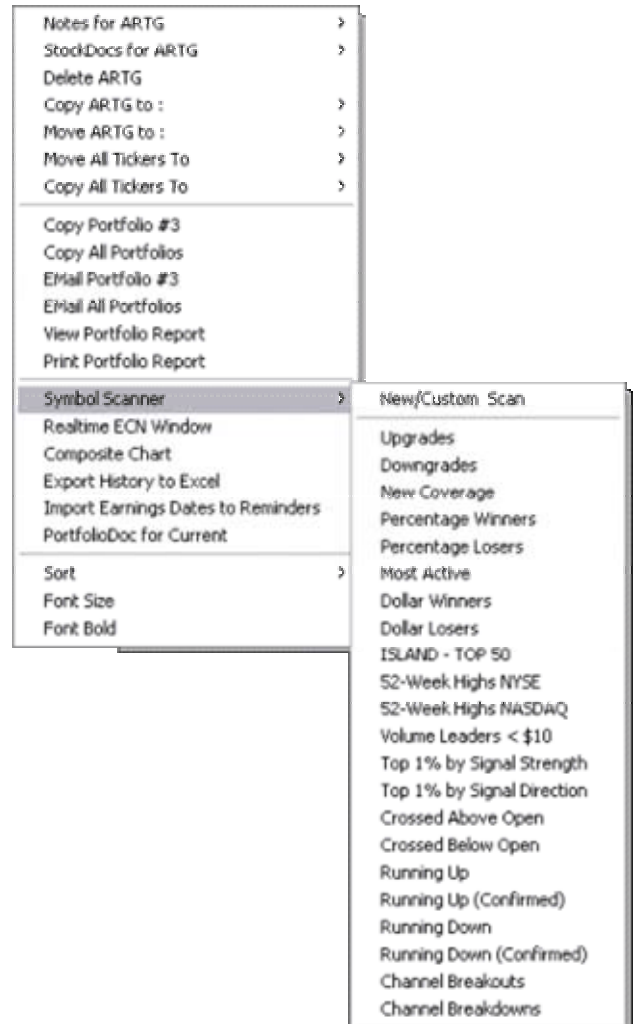 Notes for ARTG
StockDocs for ARTG
Delete ARTG
Copy ARTG to :
Move ARTG to :
Move All Tickers To
Copy All Tickers To
Copy Portfolio #3
Copy All Portfolios
EMail Portfolio #3
EMail All Portfolios
View Portfolio Report
Print Portfolio Report
Symbol Scanner
Realtime ECN Window
Composite Chart
Export History to Excel
Import Earnings Dates to Reminders
PortfolioDoc for Current
Sort
Font Size
Font Bold
New/Custom Scan
Upgrades
Downgrades
New Coverage
Percentage Winners
Percentage Losers
Most Active
Dollar Winners
Dollar Losers
ISLAND - TOP 50
52-Week Highs NYSE
52-Week Highs NASDAQ
Volume Leaders < $10
Top 1% by Signal Strength
Top 1% by Signal Direction
Crossed Above Open
Crossed Below Open
Running Up
Running Up (Confirmed)
Running Down
Running Down (Confirmed)
Channel Breakouts
Channel Breakdowns